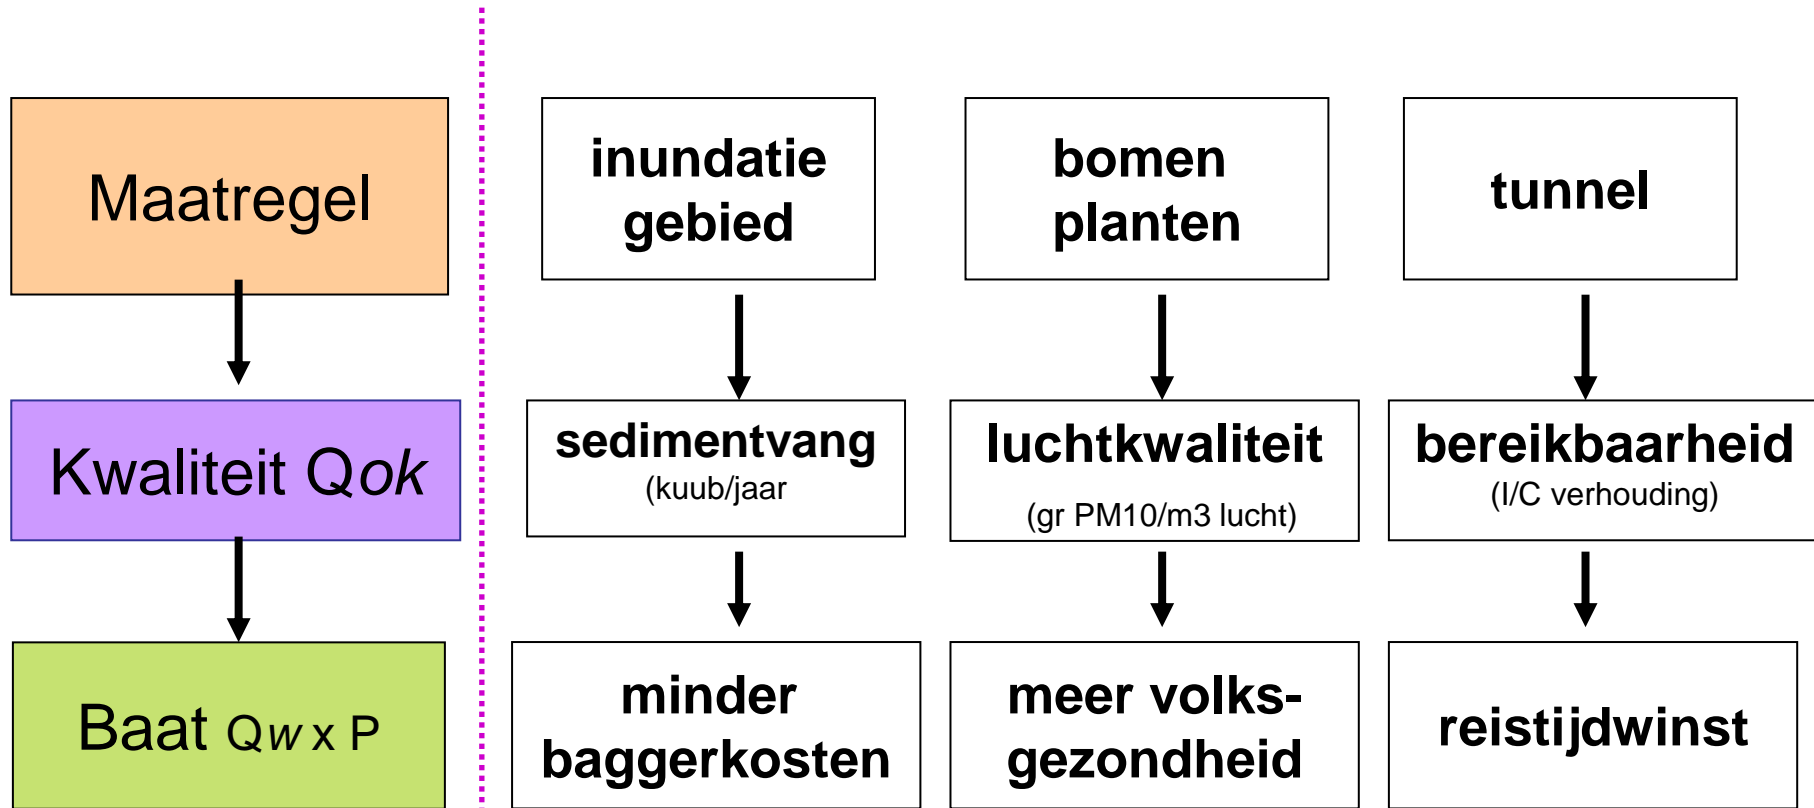 Maatregel
inundatie
gebied
bomen
planten
tunnel
Kwaliteit Qok
sedimentvang
(kuub/jaar
luchtkwaliteit
(gr PM10/m3 lucht)
bereikbaarheid
(I/C verhouding)
Baat Qw x P
minder
baggerkosten
meer volks-
gezondheid
reistijdwinst